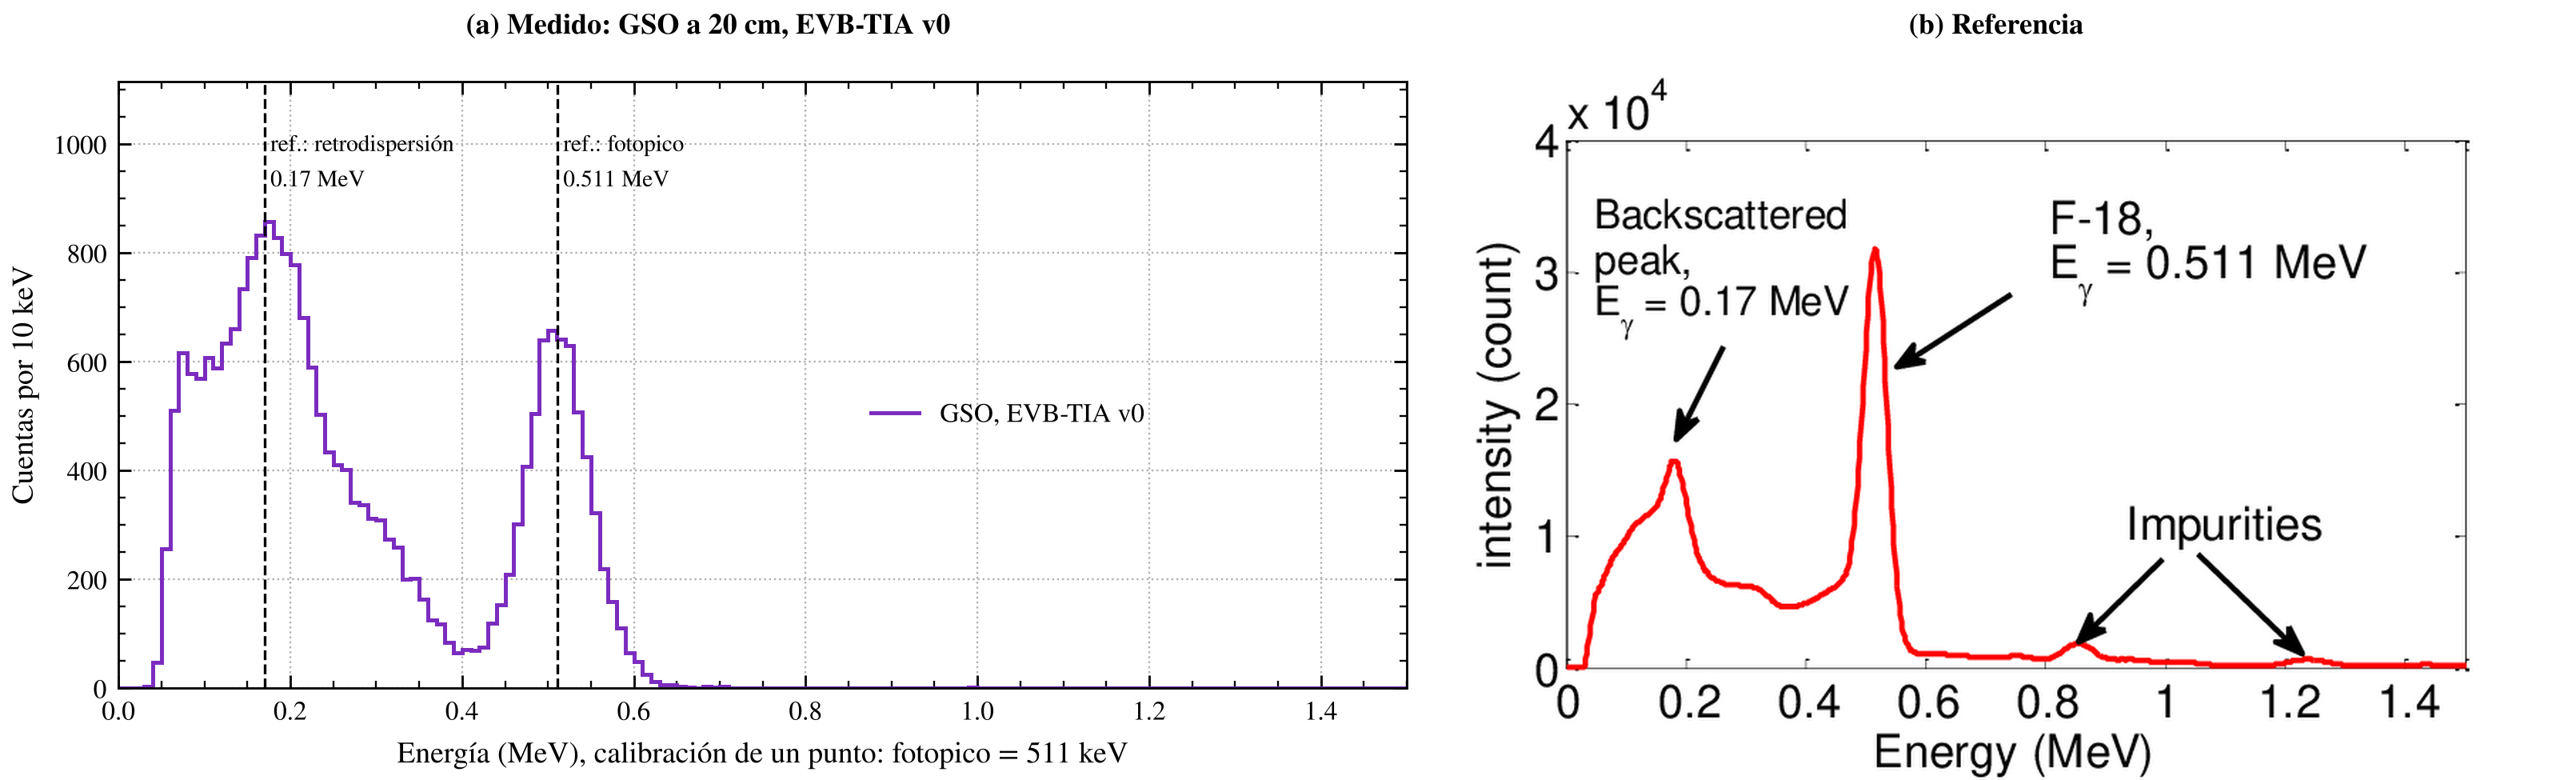 (a) Medido: GSO a 20 cm, EVB-TIA v0
Cuentas por 10 keV
1000
800
600
400
200
0
ref.: retrodispersión
0.17 MeV
ref.: fotopico
0.511 MeV
GSO, EVB-TIA v0
0.0 0.2 0.4 0.6 0.8 1.0 1.2 1.4
Energía (MeV), calibración de un punto: fotopico = 511 keV
(b) Referencia
x 10^4
intensity (count)
4
3
2
1
0
Backscattered
peak,
E_γ = 0.17 MeV
F-18,
E_γ = 0.511 MeV
Impurities
0 0.2 0.4 0.6 0.8 1 1.2 1.4
Energy (MeV)